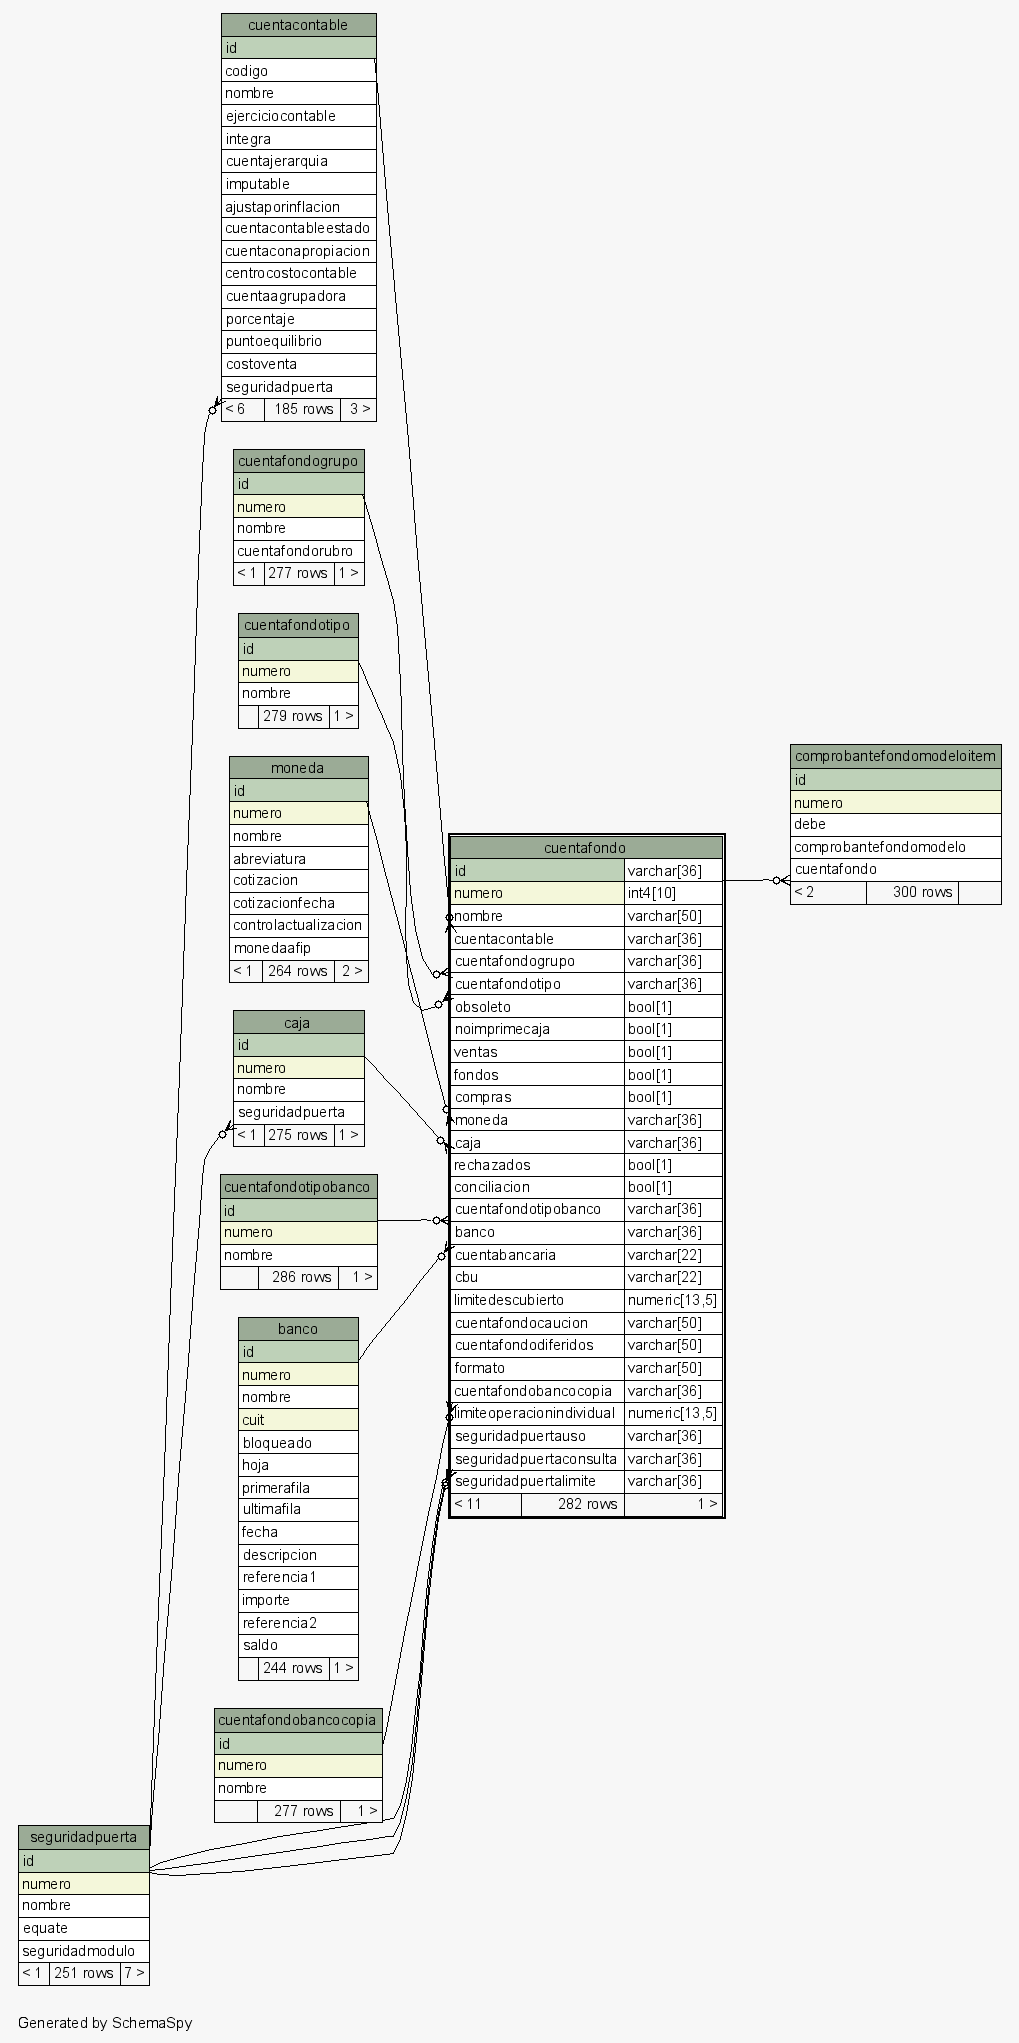 cuentacontable
id
codigo
nombre
ejerciciocontable
integra
cuentajerarquia
imputable
ajustaporinflacion
cuentacontableestado
cuentaconapropiacion
centrocostocontable
cuentaagrupadora
porcentaje
puntoequilibrio
costoventa
seguridadpuerta
< 6 185 rows 3 >
cuentafondogrupo
id
numero
nombre
cuentafondorubro
< 1 277 rows 1 >
cuentafondotipo
id
numero
nombre
279 rows 1 >
moneda
id
numero
nombre
abreviatura
cotizacion
cotizacionfecha
controlactualizacion
monedaafip
< 1 264 rows 2 >
caja
id
numero
nombre
seguridadpuerta
< 1 275 rows 1 >
cuentafondotipobanco
id
numero
nombre
286 rows 1 >
banco
id
numero
nombre
cuit
bloqueado
hoja
primerafila
ultimafila
fecha
descripcion
referencia1
importe
referencia2
saldo
244 rows 1 >
cuentafondobancocopia
id
numero
nombre
277 rows 1 >
seguridadpuerta
id
numero
nombre
equate
seguridadmodulo
< 1 251 rows 7 >
cuentafondo
id varchar[36]
numero int4[10]
nombre varchar[50]
cuentacontable varchar[36]
cuentafondogrupo varchar[36]
cuentafondotipo varchar[36]
obsoleto bool[1]
noimprimecaja bool[1]
ventas bool[1]
fondos bool[1]
compras bool[1]
moneda varchar[36]
caja varchar[36]
rechazados bool[1]
conciliacion bool[1]
cuentafondotipobanco varchar[36]
banco varchar[36]
cuentabancaria varchar[22]
cbu varchar[22]
limitedescubierto numeric[13,5]
cuentafondocaucion varchar[50]
cuentafondodiferidos varchar[50]
formato varchar[50]
cuentafondobancocopia varchar[36]
limiteoperacionindividual numeric[13,5]
seguridadpuertauso varchar[36]
seguridadpuertaconsulta varchar[36]
seguridadpuertalimite varchar[36]
< 11 282 rows 1 >
comprobantefondomodeloitem
id
numero
debe
comprobantefondomodelo
cuentafondo
< 2 300 rows
Generated by SchemaSpy